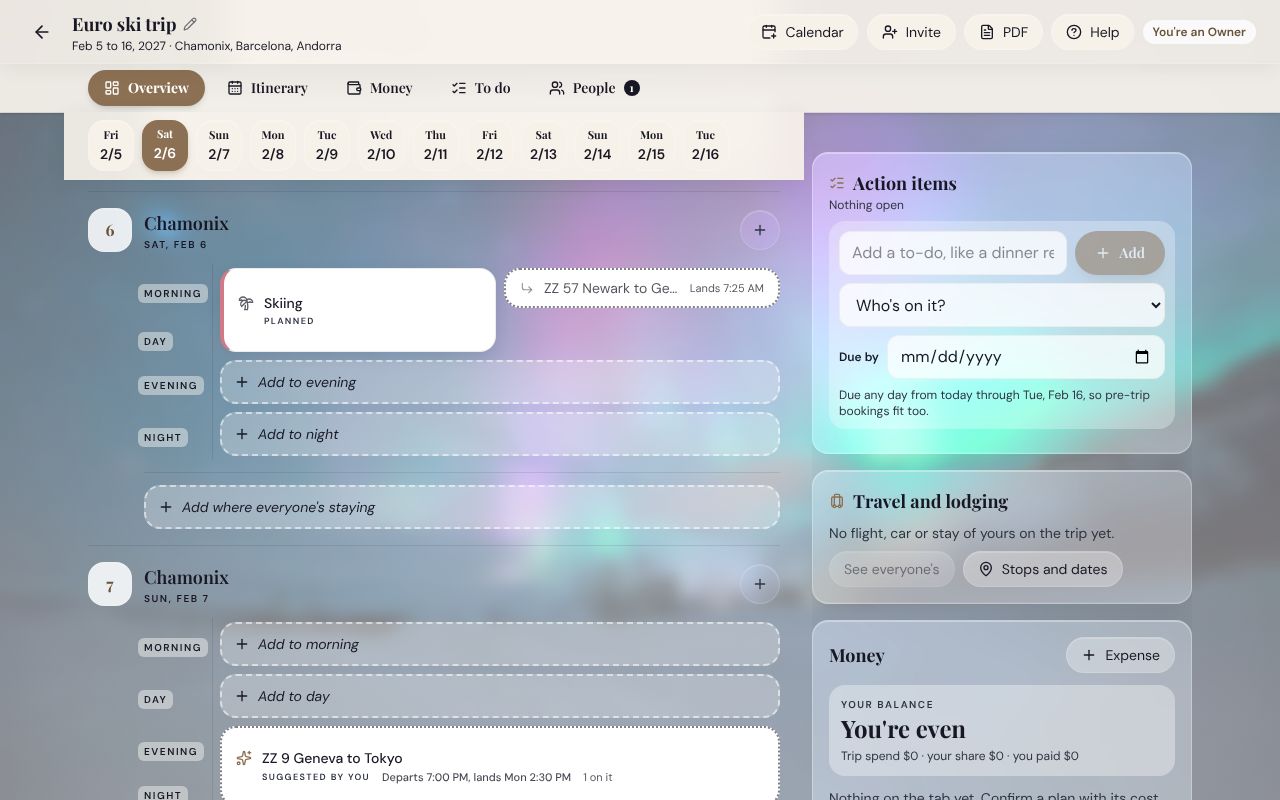 Euro ski trip
Feb 5 to 16, 2027 · Chamonix, Barcelona, Andorra
Calendar
Invite
PDF
Help
You're an Owner
Overview
Itinerary
Money
To do
People 1
Fri 2/5
Sat 2/6
Sun 2/7
Mon 2/8
Tue 2/9
Wed 2/10
Thu 2/11
Fri 2/12
Sat 2/13
Sun 2/14
Mon 2/15
Tue 2/16
6
Chamonix
SAT, FEB 6
MORNING
Skiing
PLANNED
ZZ 57 Newark to Ge... Lands 7:25 AM
DAY
EVENING
Add to evening
NIGHT
Add to night
Add where everyone's staying
7
Chamonix
SUN, FEB 7
MORNING
Add to morning
DAY
Add to day
EVENING
ZZ 9 Geneva to Tokyo
SUGGESTED BY YOU Departs 7:00 PM, lands Mon 2:30 PM 1 on it
NIGHT
Action items
Nothing open
Add a to-do, like a dinner re
Add
Who's on it?
Due by mm/dd/yyyy
Due any day from today through Tue, Feb 16, so pre-trip
bookings fit too.
Travel and lodging
No flight, car or stay of yours on the trip yet.
See everyone's
Stops and dates
Money
Expense
YOUR BALANCE
You're even
Trip spend $0 · your share $0 · you paid $0
Nothing on the tab yet. Confirm a plan with its cost